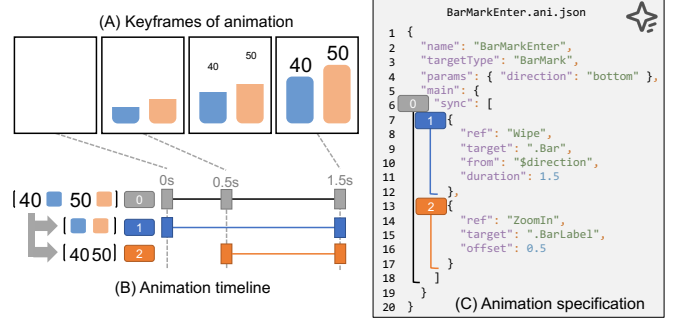 (A) Keyframes of animation
40
50
40
50
0s
0.5s
1.5s
[40 50] 0
[ ] 1
[40 50] 2
(B) Animation timeline
BarMarkEnter.ani.json
1 {
2 "name": "BarMarkEnter",
3 "targetType": "BarMark",
4 "params": { "direction": "bottom" },
5 "main": {
6 0 "sync": [
7 1 {
8 "ref": "Wipe",
9 "target": ".Bar",
10 "from": "$direction",
11 "duration": 1.5
12 },
13 2 {
14 "ref": "ZoomIn",
15 "target": ".BarLabel",
16 "offset": 0.5
17 }
18 ]
19 }
20 }
(C) Animation specification